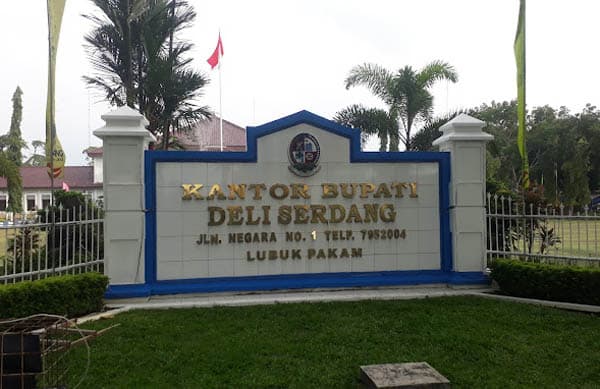 KANTOR BUPATI
DELI SERDANG
JLN. NEGARA NO. 1 TELP. 7952004
LUBUK PAKAM